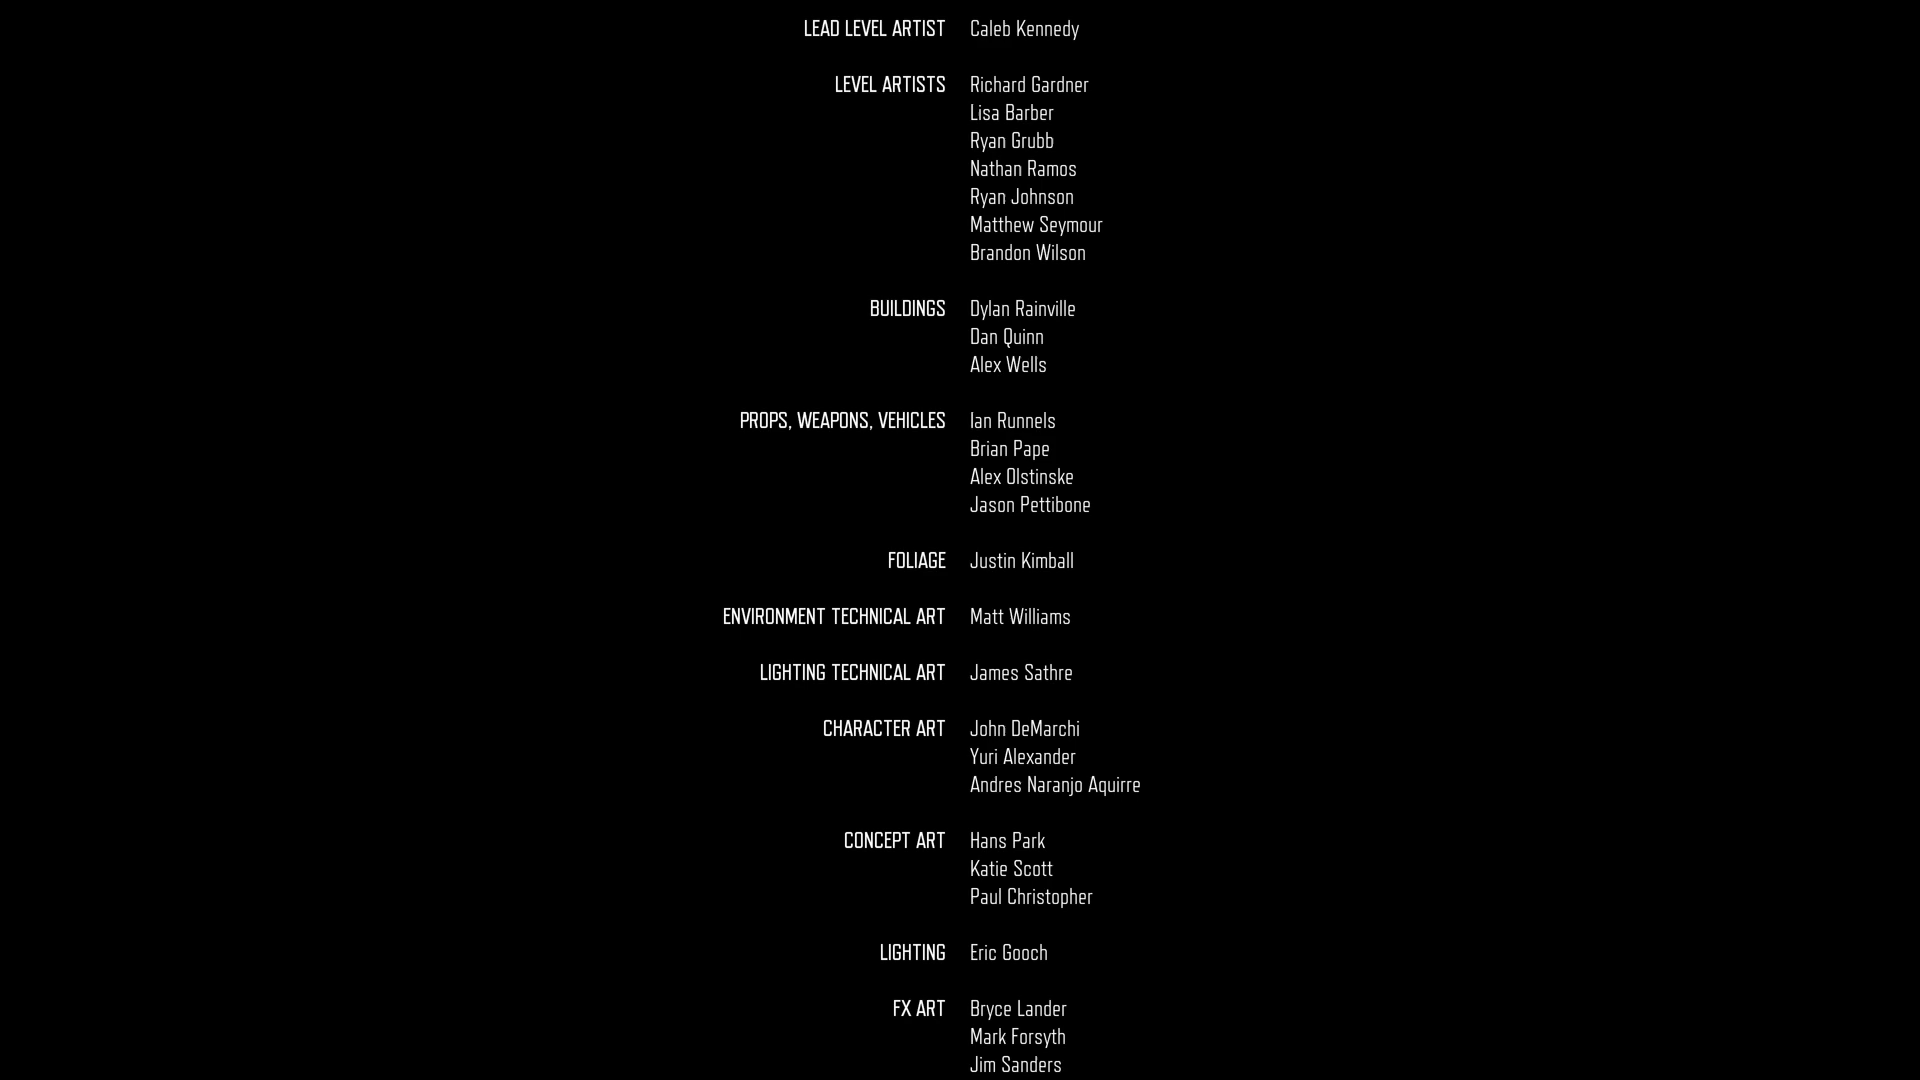 LEAD LEVEL ARTIST Caleb Kennedy
LEVEL ARTISTS Richard Gardner
Lisa Barber
Ryan Grubb
Nathan Ramos
Ryan Johnson
Matthew Seymour
Brandon Wilson
BUILDINGS Dylan Rainville
Dan Quinn
Alex Wells
PROPS, WEAPONS, VEHICLES Ian Runnels
Brian Pape
Alex Olstinske
Jason Pettibone
FOLIAGE Justin Kimball
ENVIRONMENT TECHNICAL ART Matt Williams
LIGHTING TECHNICAL ART James Sathre
CHARACTER ART John DeMarchi
Yuri Alexander
Andres Naranjo Aquirre
CONCEPT ART Hans Park
Katie Scott
Paul Christopher
LIGHTING Eric Gooch
FX ART Bryce Lander
Mark Forsyth
Jim Sanders